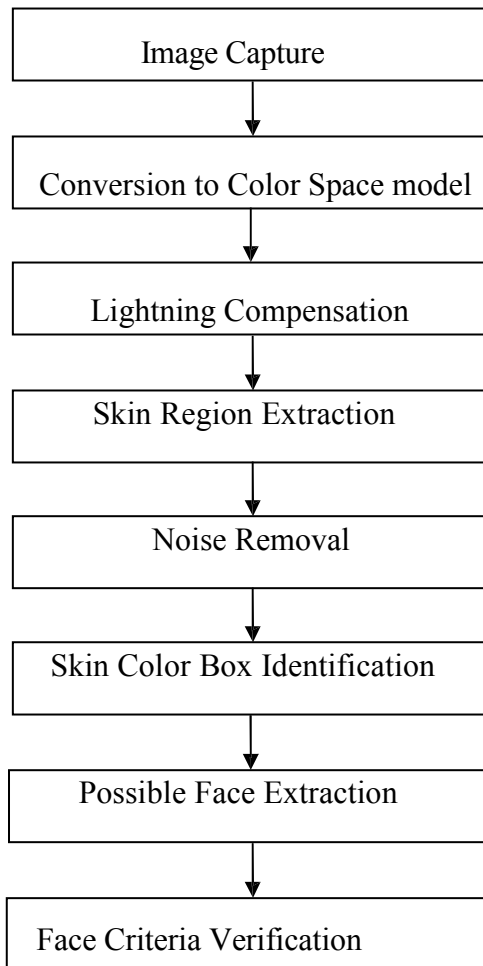 Image Capture
Conversion to Color Space model
Lightning Compensation
Skin Region Extraction
Noise Removal
Skin Color Box Identification
Possible Face Extraction
Face Criteria Verification